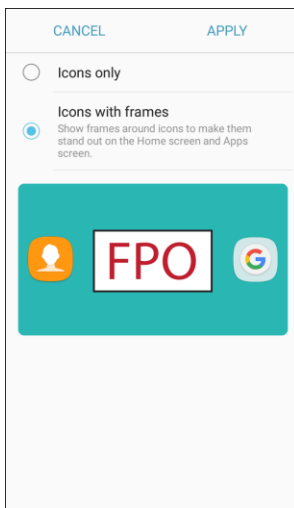 CANCEL APPLY
Icons only
Icons with frames
Show frames around icons to make them
stand out on the Home screen and Apps
screen.
FPO
G